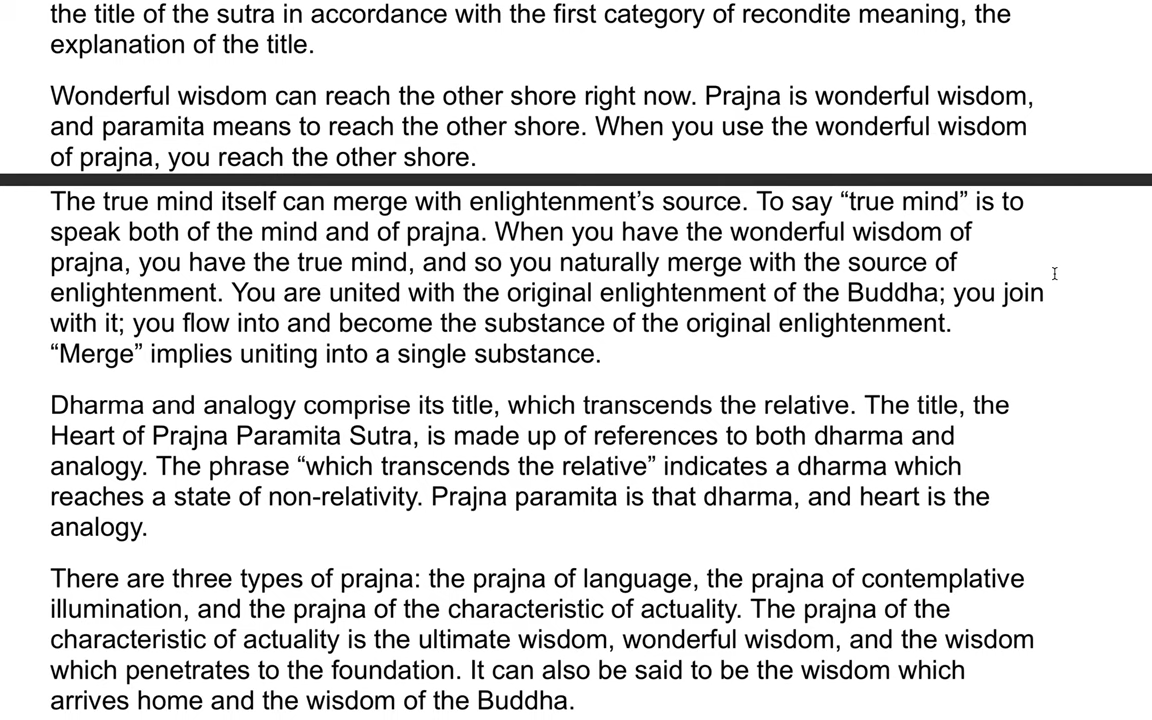 the title of the sutra in accordance with the first category of recondite meaning, the
explanation of the title.
Wonderful wisdom can reach the other shore right now. Prajna is wonderful wisdom,
and paramita means to reach the other shore. When you use the wonderful wisdom
of prajna, you reach the other shore.
The true mind itself can merge with enlightenment’s source. To say “true mind” is to
speak both of the mind and of prajna. When you have the wonderful wisdom of
prajna, you have the true mind, and so you naturally merge with the source of
enlightenment. You are united with the original enlightenment of the Buddha; you join
with it; you flow into and become the substance of the original enlightenment.
“Merge” implies uniting into a single substance.
Dharma and analogy comprise its title, which transcends the relative. The title, the
Heart of Prajna Paramita Sutra, is made up of references to both dharma and
analogy. The phrase “which transcends the relative” indicates a dharma which
reaches a state of non-relativity. Prajna paramita is that dharma, and heart is the
analogy.
There are three types of prajna: the prajna of language, the prajna of contemplative
illumination, and the prajna of the characteristic of actuality. The prajna of the
characteristic of actuality is the ultimate wisdom, wonderful wisdom, and the wisdom
which penetrates to the foundation. It can also be said to be the wisdom which
arrives home and the wisdom of the Buddha.